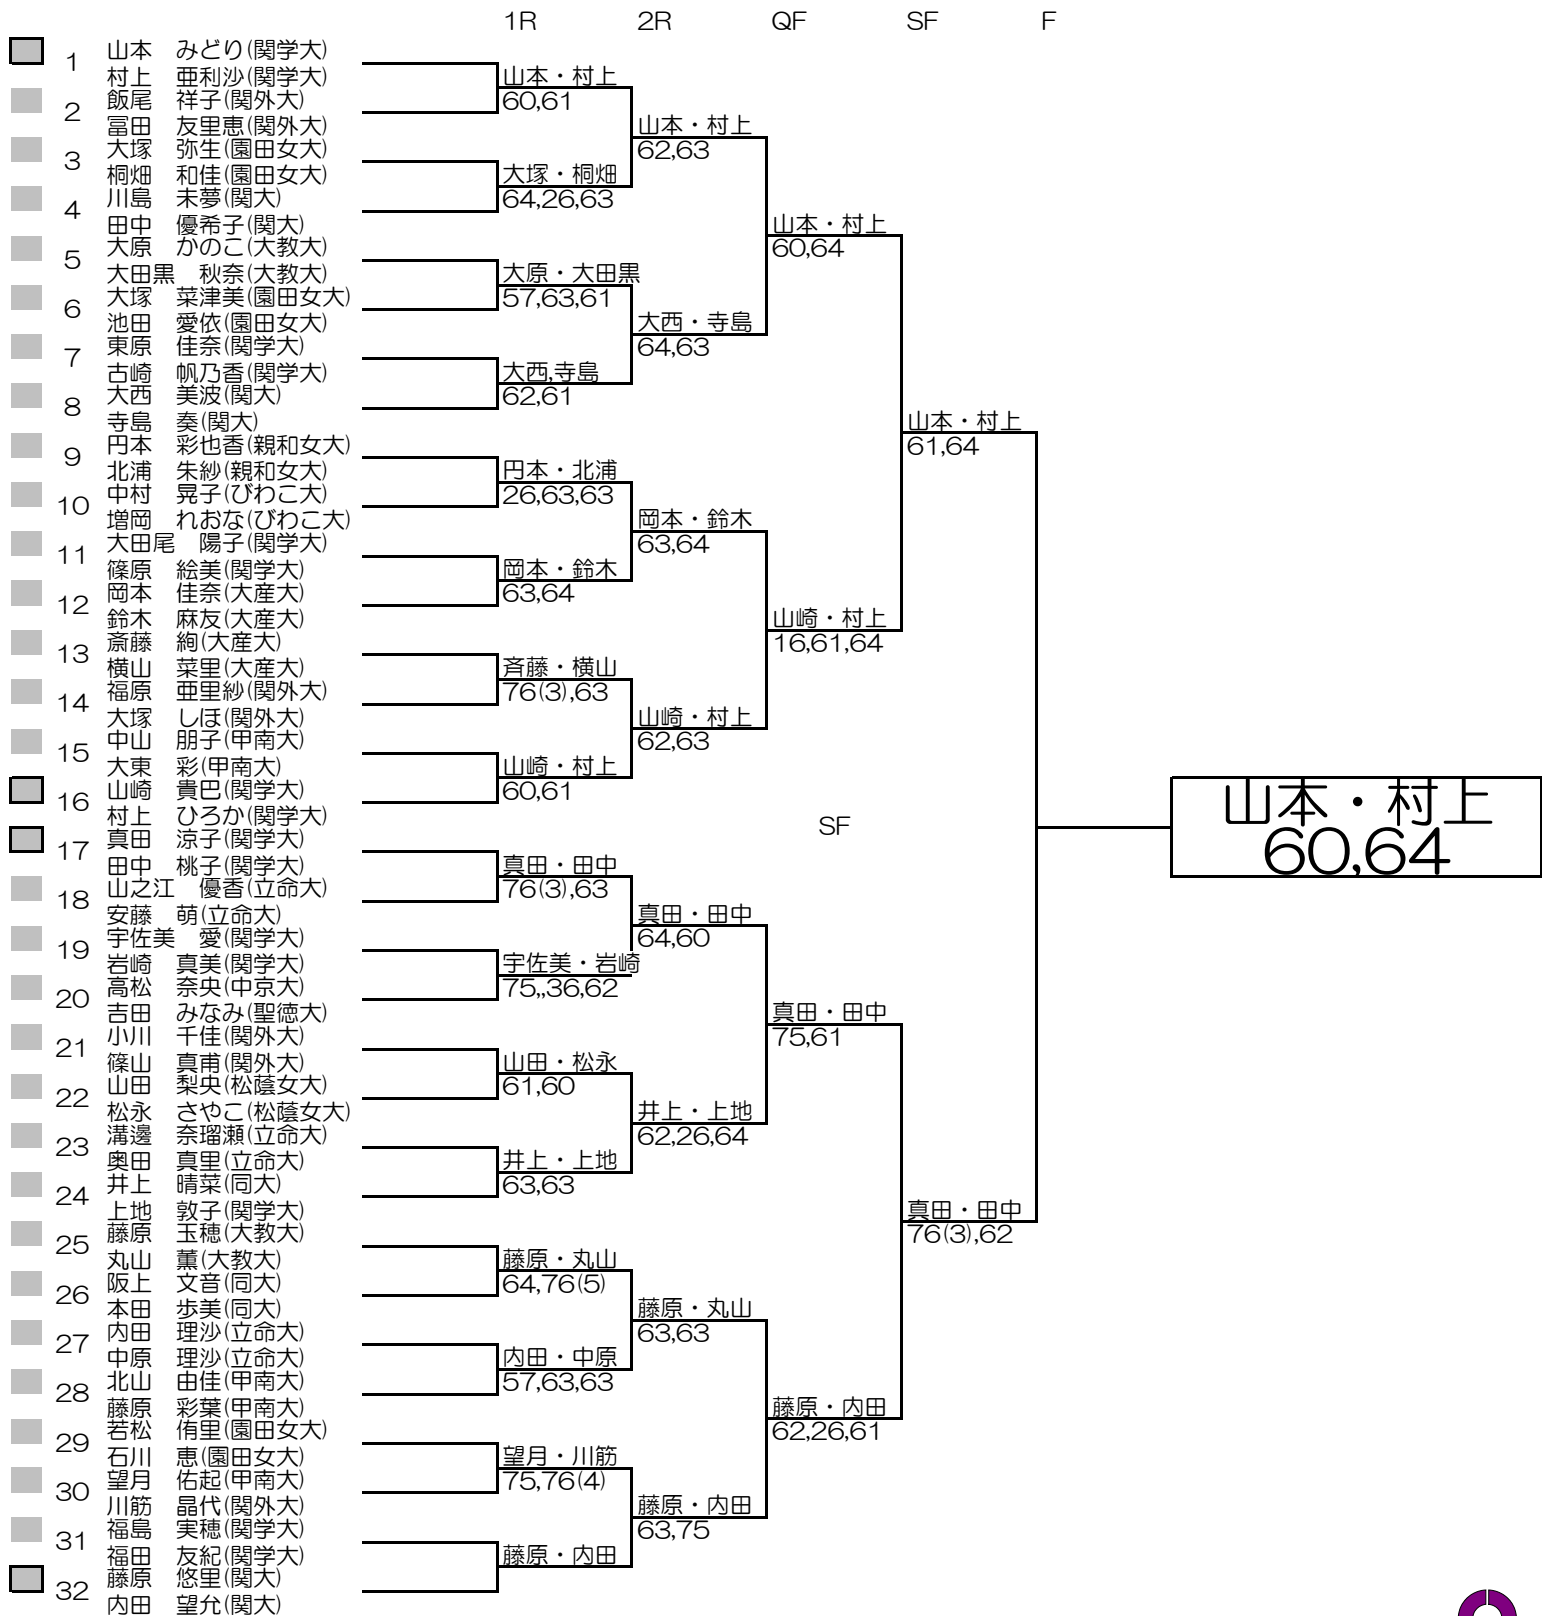 1R 2R QF SF F
1 山本 みどり(関学大)
村上 亜利沙(関学大)
山本・村上
60,61
2 飯尾 祥子(関外大)
冨田 友里恵(関外大)
山本・村上
62,63
3 大塚 弥生(園田女大)
桐畑 和佳(園田女大)
大塚・桐畑
64,26,63
4 川島 未夢(関大)
田中 優希子(関大)
山本・村上
60,64
5 大原 かのこ(大教大)
大田黒 秋奈(大教大)
大原・大田黒
57,63,61
6 大塚 菜津美(園田女大)
池田 愛依(園田女大)
大西・寺島
64,63
7 東原 佳奈(関学大)
古崎 帆乃香(関学大)
大西,寺島
62,61
8 大西 美波(関大)
寺島 奏(関大)
山本・村上
61,64
9 円本 彩也香(親和女大)
北浦 朱紗(親和女大)
円本・北浦
26,63,63
10 中村 晃子(びわこ大)
増岡 れおな(びわこ大)
岡本・鈴木
63,64
11 大田尾 陽子(関学大)
篠原 絵美(関学大)
岡本・鈴木
63,64
12 岡本 佳奈(大産大)
鈴木 麻友(大産大)
山崎・村上
16,61,64
13 斎藤 絢(大産大)
横山 菜里(大産大)
斉藤・横山
76(3),63
14 福原 亜里紗(関外大)
大塚 しほ(関外大)
山崎・村上
62,63
15 中山 朋子(甲南大)
大東 彩(甲南大)
山崎・村上
60,61
16 山崎 貴巴(関学大)
村上 ひろか(関学大)
山本・村上
60,64
SF
17 真田 涼子(関学大)
田中 桃子(関学大)
真田・田中
76(3),63
18 山之江 優香(立命大)
安藤 萌(立命大)
真田・田中
64,60
19 宇佐美 愛(関学大)
岩崎 真美(関学大)
宇佐美・岩崎
75,,36,62
20 高松 奈央(中京大)
吉田 みなみ(聖徳大)
真田・田中
75,61
21 小川 千佳(関外大)
篠山 真甫(関外大)
山田・松永
61,60
22 山田 梨央(松蔭女大)
松永 さやこ(松蔭女大)
井上・上地
62,26,64
23 溝邊 奈瑠瀬(立命大)
奥田 真里(立命大)
井上・上地
63,63
24 井上 晴菜(同大)
上地 敦子(関学大)
真田・田中
76(3),62
25 藤原 玉穂(大教大)
丸山 薫(大教大)
藤原・丸山
64,76(5)
26 阪上 文音(同大)
本田 歩美(同大)
藤原・丸山
63,63
27 内田 理沙(立命大)
中原 理沙(立命大)
内田・中原
57,63,63
28 北山 由佳(甲南大)
藤原 彩葉(甲南大)
藤原・内田
62,26,61
29 若松 侑里(園田女大)
石川 恵(園田女大)
望月・川筋
75,76(4)
30 望月 佑起(甲南大)
川筋 晶代(関外大)
藤原・内田
63,75
31 福島 実穂(関学大)
福田 友紀(関学大)
藤原・内田
32 藤原 悠里(関大)
内田 望允(関大)